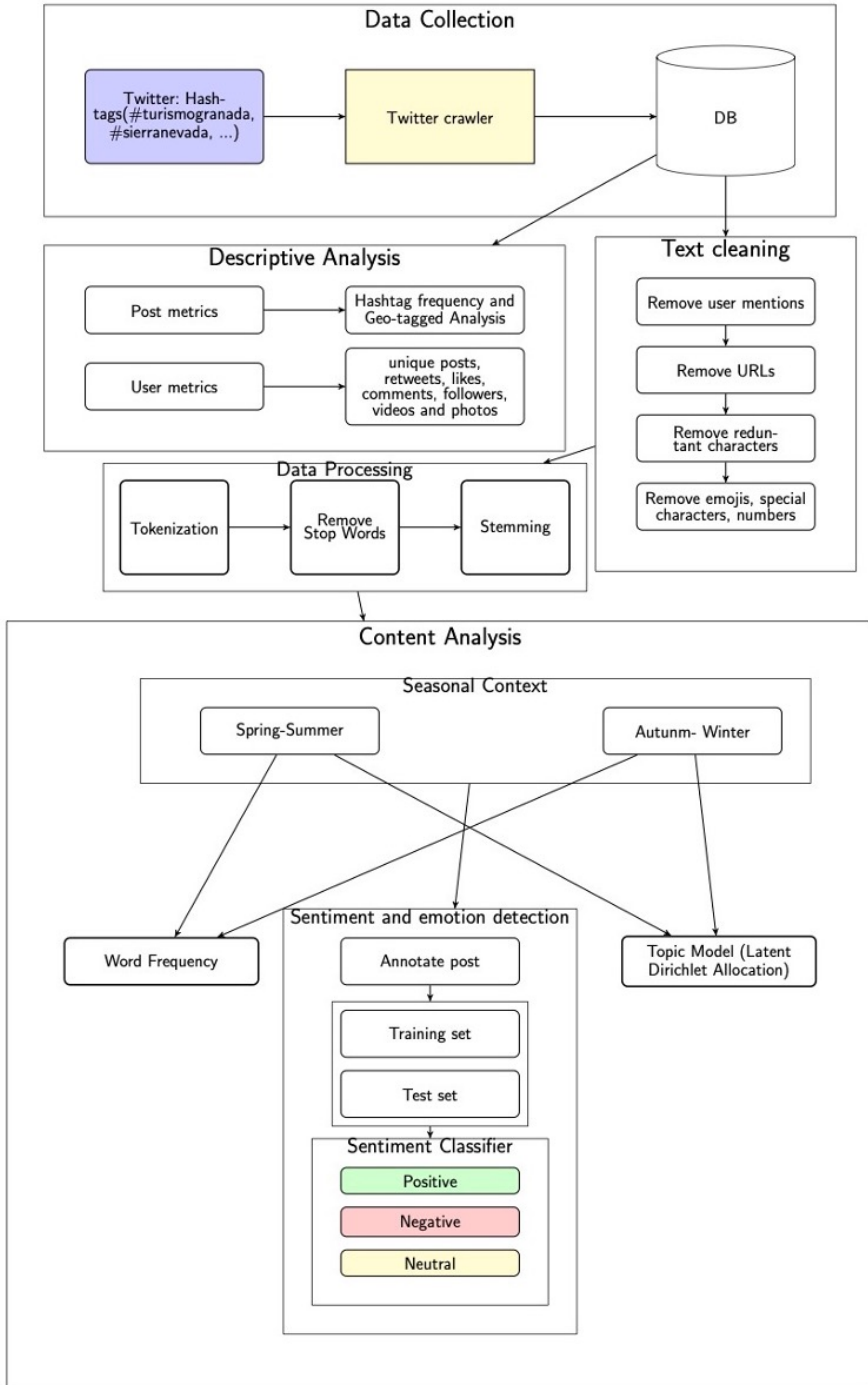 Data Collection
Twitter: Hash-
tags(#turismogranada,
#sierranevada, ...)
Twitter crawler
DB
Descriptive Analysis
Post metrics
Hashtag frequency and
Geo-tagged Analysis
User metrics
unique posts,
retweets, likes,
comments, followers,
videos and photos
Text cleaning
Remove user mentions
Remove URLs
Remove redun-
tant characters
Remove emojis, special
characters, numbers
Data Processing
Tokenization
Remove
Stop Words
Stemming
Content Analysis
Seasonal Context
Spring-Summer
Autunm- Winter
Word Frequency
Sentiment and emotion detection
Annotate post
Training set
Test set
Sentiment Classifier
Positive
Negative
Neutral
Topic Model (Latent
Dirichlet Allocation)